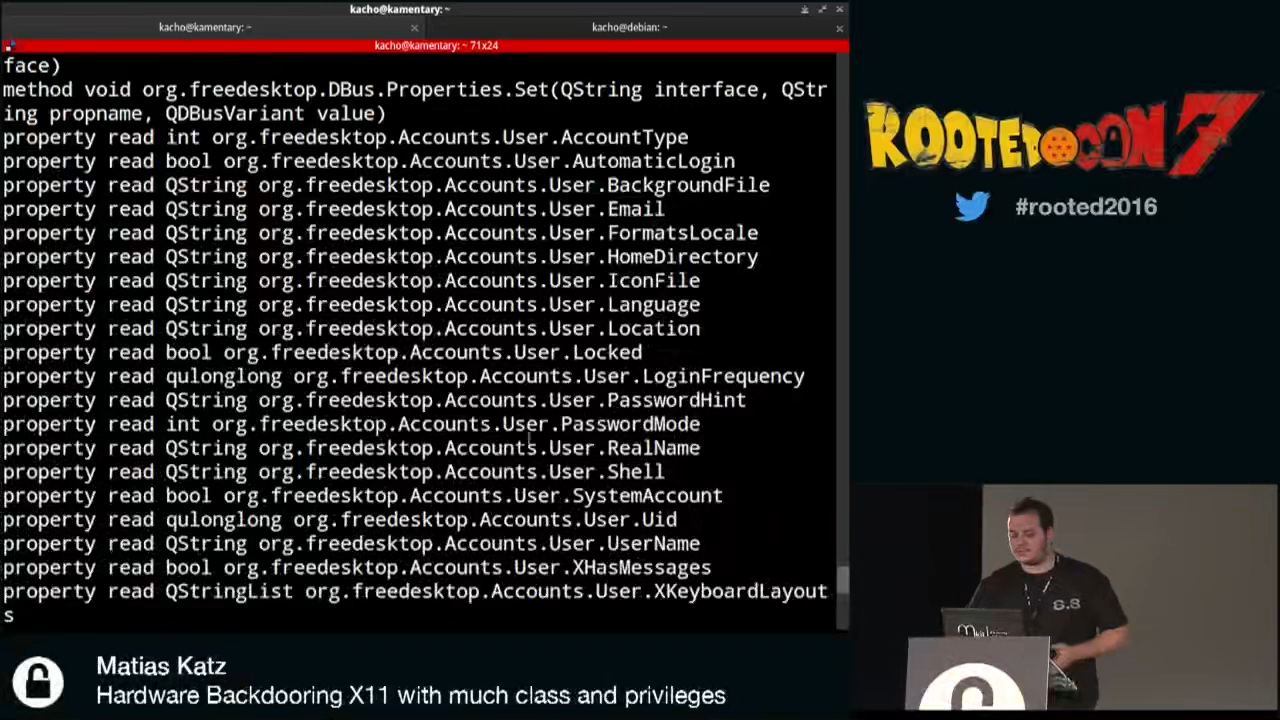 kacho@kamentary: ~
kacho@kamentary: ~
kacho@debian: ~
kacho@kamentary: ~ 71x24
face)
method void org.freedesktop.DBus.Properties.Set(QString interface, QStr
ing propname, QDBusVariant value)
property read int org.freedesktop.Accounts.User.AccountType
property read bool org.freedesktop.Accounts.User.AutomaticLogin
property read QString org.freedesktop.Accounts.User.BackgroundFile
property read QString org.freedesktop.Accounts.User.Email
property read QString org.freedesktop.Accounts.User.FormatsLocale
property read QString org.freedesktop.Accounts.User.HomeDirectory
property read QString org.freedesktop.Accounts.User.IconFile
property read QString org.freedesktop.Accounts.User.Language
property read QString org.freedesktop.Accounts.User.Location
property read bool org.freedesktop.Accounts.User.Locked
property read qulonglong org.freedesktop.Accounts.User.LoginFrequency
property read QString org.freedesktop.Accounts.User.PasswordHint
property read int org.freedesktop.Accounts.User.PasswordMode
property read QString org.freedesktop.Accounts.User.RealName
property read QString org.freedesktop.Accounts.User.Shell
property read bool org.freedesktop.Accounts.User.SystemAccount
property read qulonglong org.freedesktop.Accounts.User.Uid
property read QString org.freedesktop.Accounts.User.UserName
property read bool org.freedesktop.Accounts.User.XHasMessages
property read QStringList org.freedesktop.Accounts.User.XKeyboardLayout
s
ROOTEDCON 7
#rooted2016
Matias Katz
Hardware Backdooring X11 with much class and privileges